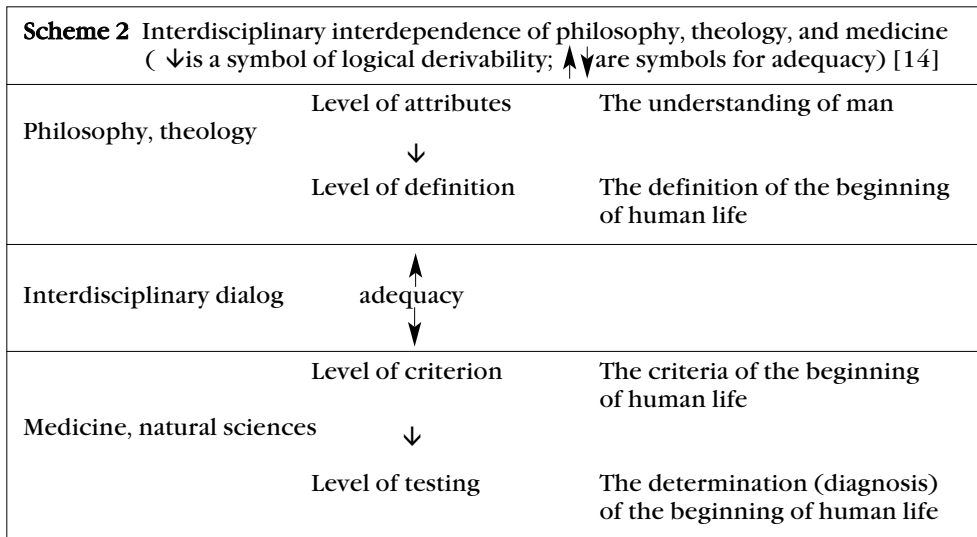 Scheme 2 Interdisciplinary interdependence of philosophy, theology, and medicine
( ↓ is a symbol of logical derivability; ↑↓ are symbols for adequacy) [14]
Level of attributes The understanding of man
Philosophy, theology
↓
Level of definition The definition of the beginning
of human life
Interdisciplinary dialog adequacy
Level of criterion The criteria of the beginning
of human life
Medicine, natural sciences ↓
Level of testing The determination (diagnosis)
of the beginning of human life